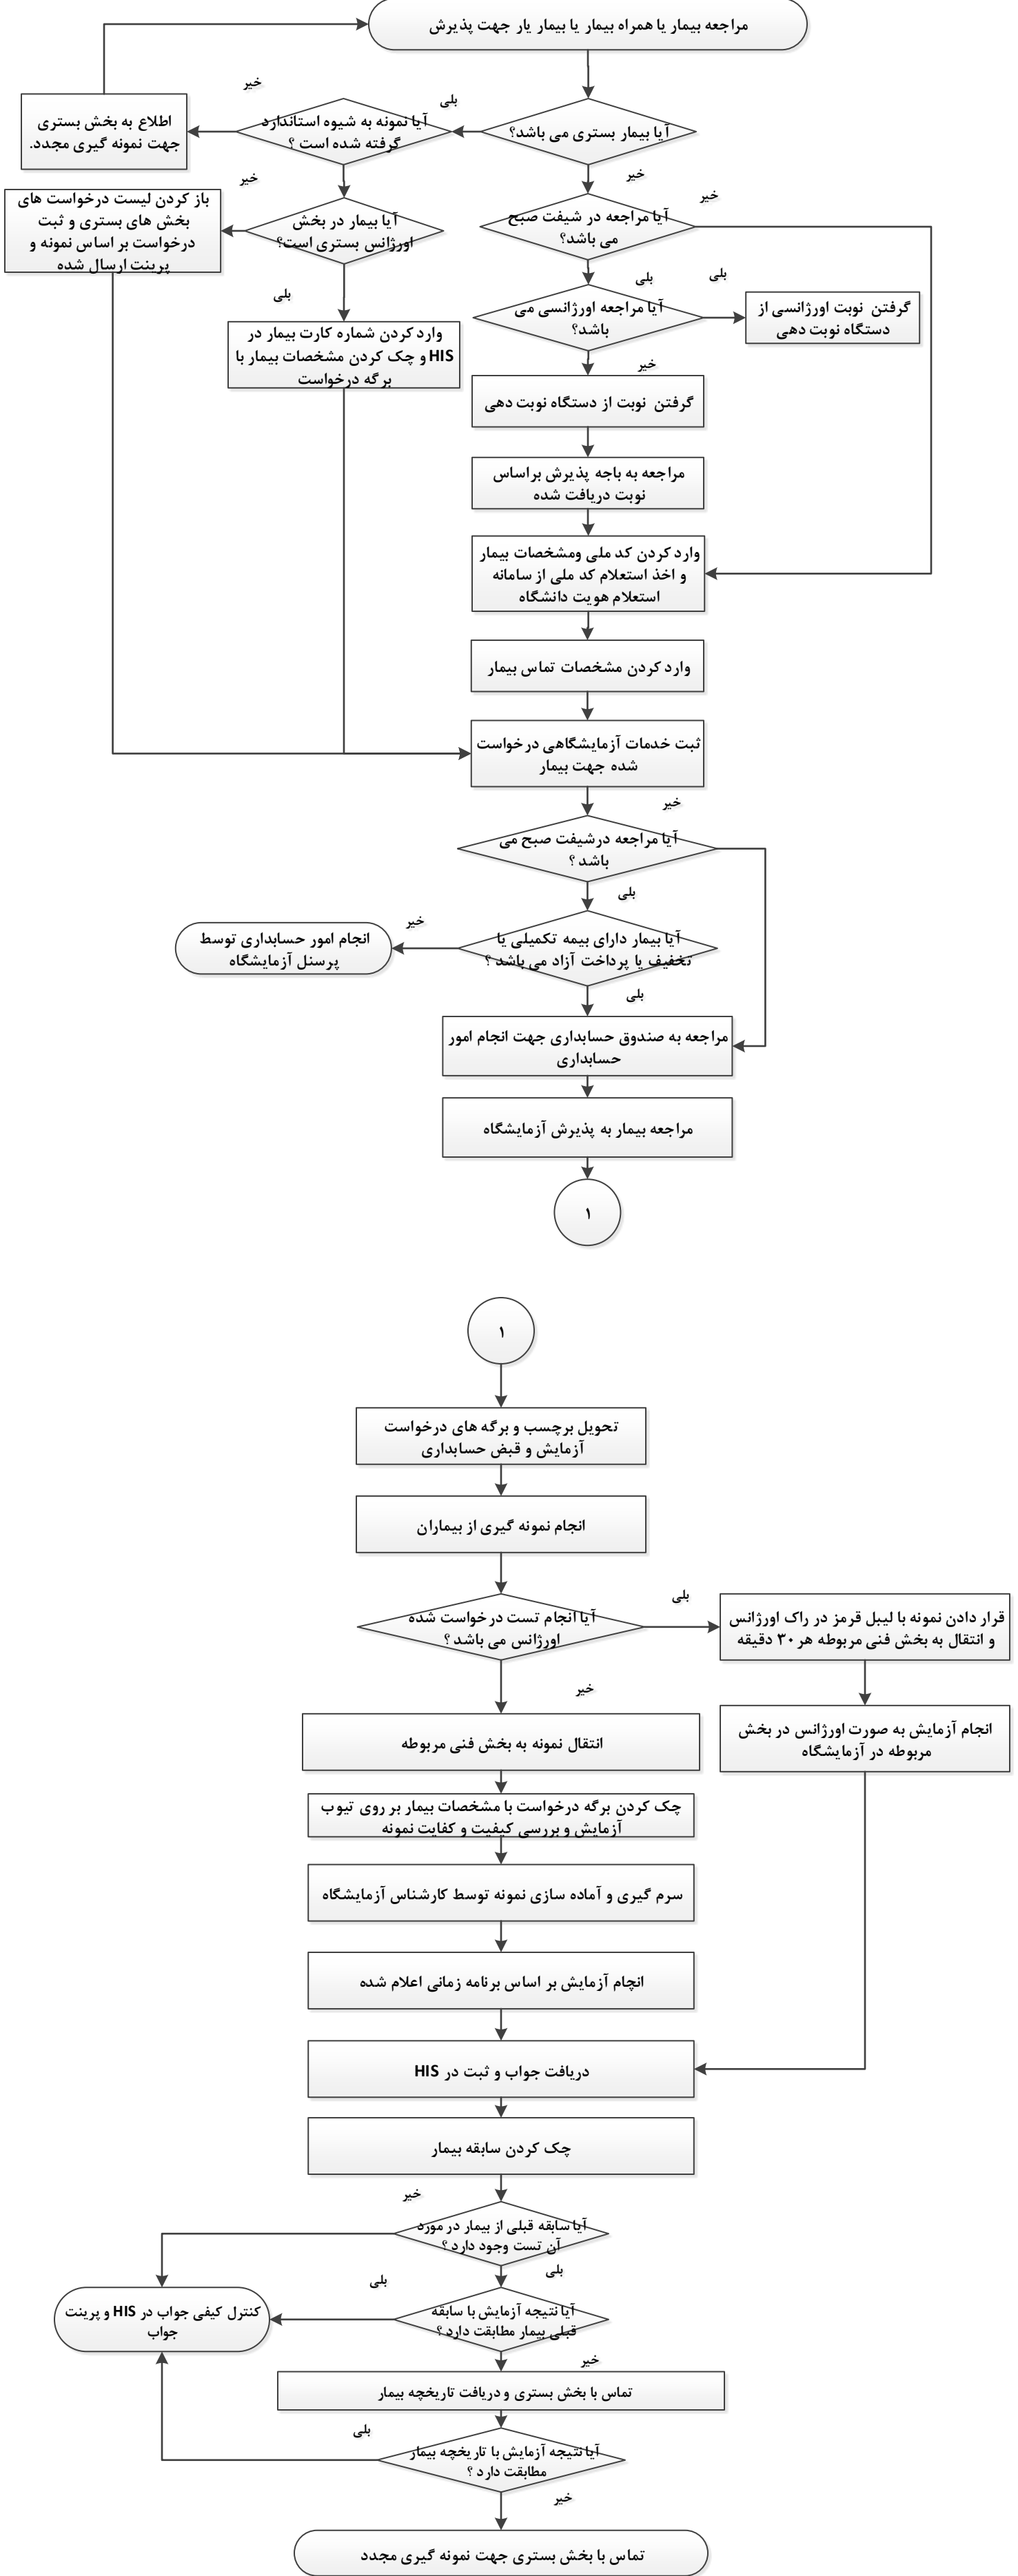 مراجعه بیمار یا همراه بیمار یا بیمار یار جهت پذیرش
خیر
بلی
آیا بیمار بستری می باشد؟
آیا نمونه به شیوه استاندارد
گرفته شده است ؟
اطلاع به بخش بستری
جهت نمونه گیری مجدد.
خیر
خیر
خیر
آیا مراجعه در شیفت صبح
می باشد؟
آیا بیمار در بخش
اورژانس بستری است؟
باز کردن لیست درخواست های
بخش های بستری و ثبت
درخواست بر اساس نمونه و
پرینت ارسال شده
بلی
بلی
بلی
آیا مراجعه اورژانسی می
باشد؟
گرفتن نوبت اورژانسی از
دستگاه نوبت دهی
وارد کردن شماره کارت بیمار در
HIS و چک کردن مشخصات بیمار با
برگه درخواست
خیر
گرفتن نوبت از دستگاه نوبت دهی
مراجعه به باجه پذیرش براساس
نوبت دریافت شده
وارد کردن کد ملی ومشخصات بیمار
و اخذ استعلام کد ملی از سامانه
استعلام هویت دانشگاه
وارد کردن مشخصات تماس بیمار
ثبت خدمات آزمایشگاهی درخواست
شده جهت بیمار
خیر
آیا مراجعه درشیفت صبح می
باشد ؟
بلی
خیر
آیا بیمار دارای بیمه تکمیلی یا
تخفیف یا پرداخت آزاد می باشد ؟
انجام امور حسابداری توسط
پرسنل آزمایشگاه
بلی
مراجعه به صندوق حسابداری جهت انجام امور
حسابداری
مراجعه بیمار به پذیرش آزمایشگاه
۱
۱
تحویل برچسب و برگه های درخواست
آزمایش و قبض حسابداری
انجام نمونه گیری از بیماران
بلی
آیا انجام تست درخواست شده
اورژانس می باشد ؟
قرار دادن نمونه با لیبل قرمز در راک اورژانس
و انتقال به بخش فنی مربوطه هر ۳۰ دقیقه
خیر
انجام آزمایش به صورت اورژانس در بخش
مربوطه در آزمایشگاه
انتقال نمونه به بخش فنی مربوطه
چک کردن برگه درخواست با مشخصات بیمار بر روی تیوب
آزمایش و بررسی کیفیت و کفایت نمونه
سرم گیری و آماده سازی نمونه توسط کارشناس آزمایشگاه
انچام آزمایش بر اساس برنامه زمانی اعلام شده
دریافت جواب و ثبت در HIS
چک کردن سابقه بیمار
خیر
آیا سابقه قبلی از بیمار در مورد
آن تست وجود دارد ؟
بلی
بلی
آیا نتیجه آزمایش با سابقه
قبلی بیمار مطابقت دارد ؟
کنترل کیفی جواب در HIS و پرینت
جواب
خیر
تماس با بخش بستری و دریافت تاریخچه بیمار
بلی
آیا نتیجه آزمایش با تاریخچه بیمار
مطابقت دارد ؟
خیر
تماس با بخش بستری جهت نمونه گیری مجدد